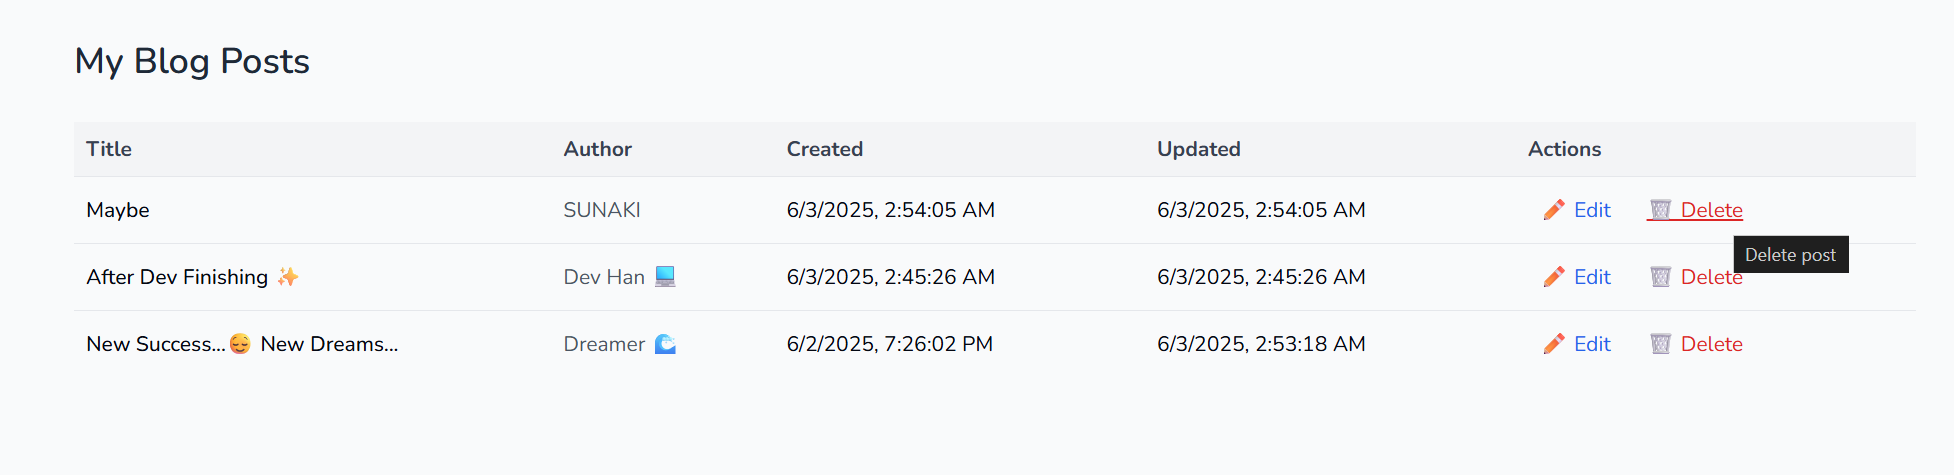 My Blog Posts
Title Author Created Updated Actions
Maybe SUNAKI 6/3/2025, 2:54:05 AM 6/3/2025, 2:54:05 AM ✏️ Edit 🗑️ Delete
Delete post
After Dev Finishing ✨ Dev Han 💻 6/3/2025, 2:45:26 AM 6/3/2025, 2:45:26 AM ✏️ Edit 🗑️ Delete
New Success...😌 New Dreams... Dreamer 🌊 6/2/2025, 7:26:02 PM 6/3/2025, 2:53:18 AM ✏️ Edit 🗑️ Delete